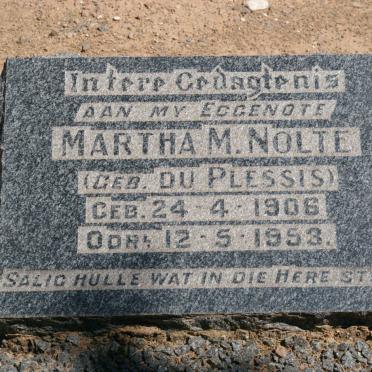 In tere Gedagtenis
AAN MY EGGENOTE
MARTHA M. NOLTE
(GEB. DU PLESSIS)
GEB. 24 - 4 - 1906
OORL 12 - 5 - 1953.
SALIG HULLE WAT IN DIE HERE ST